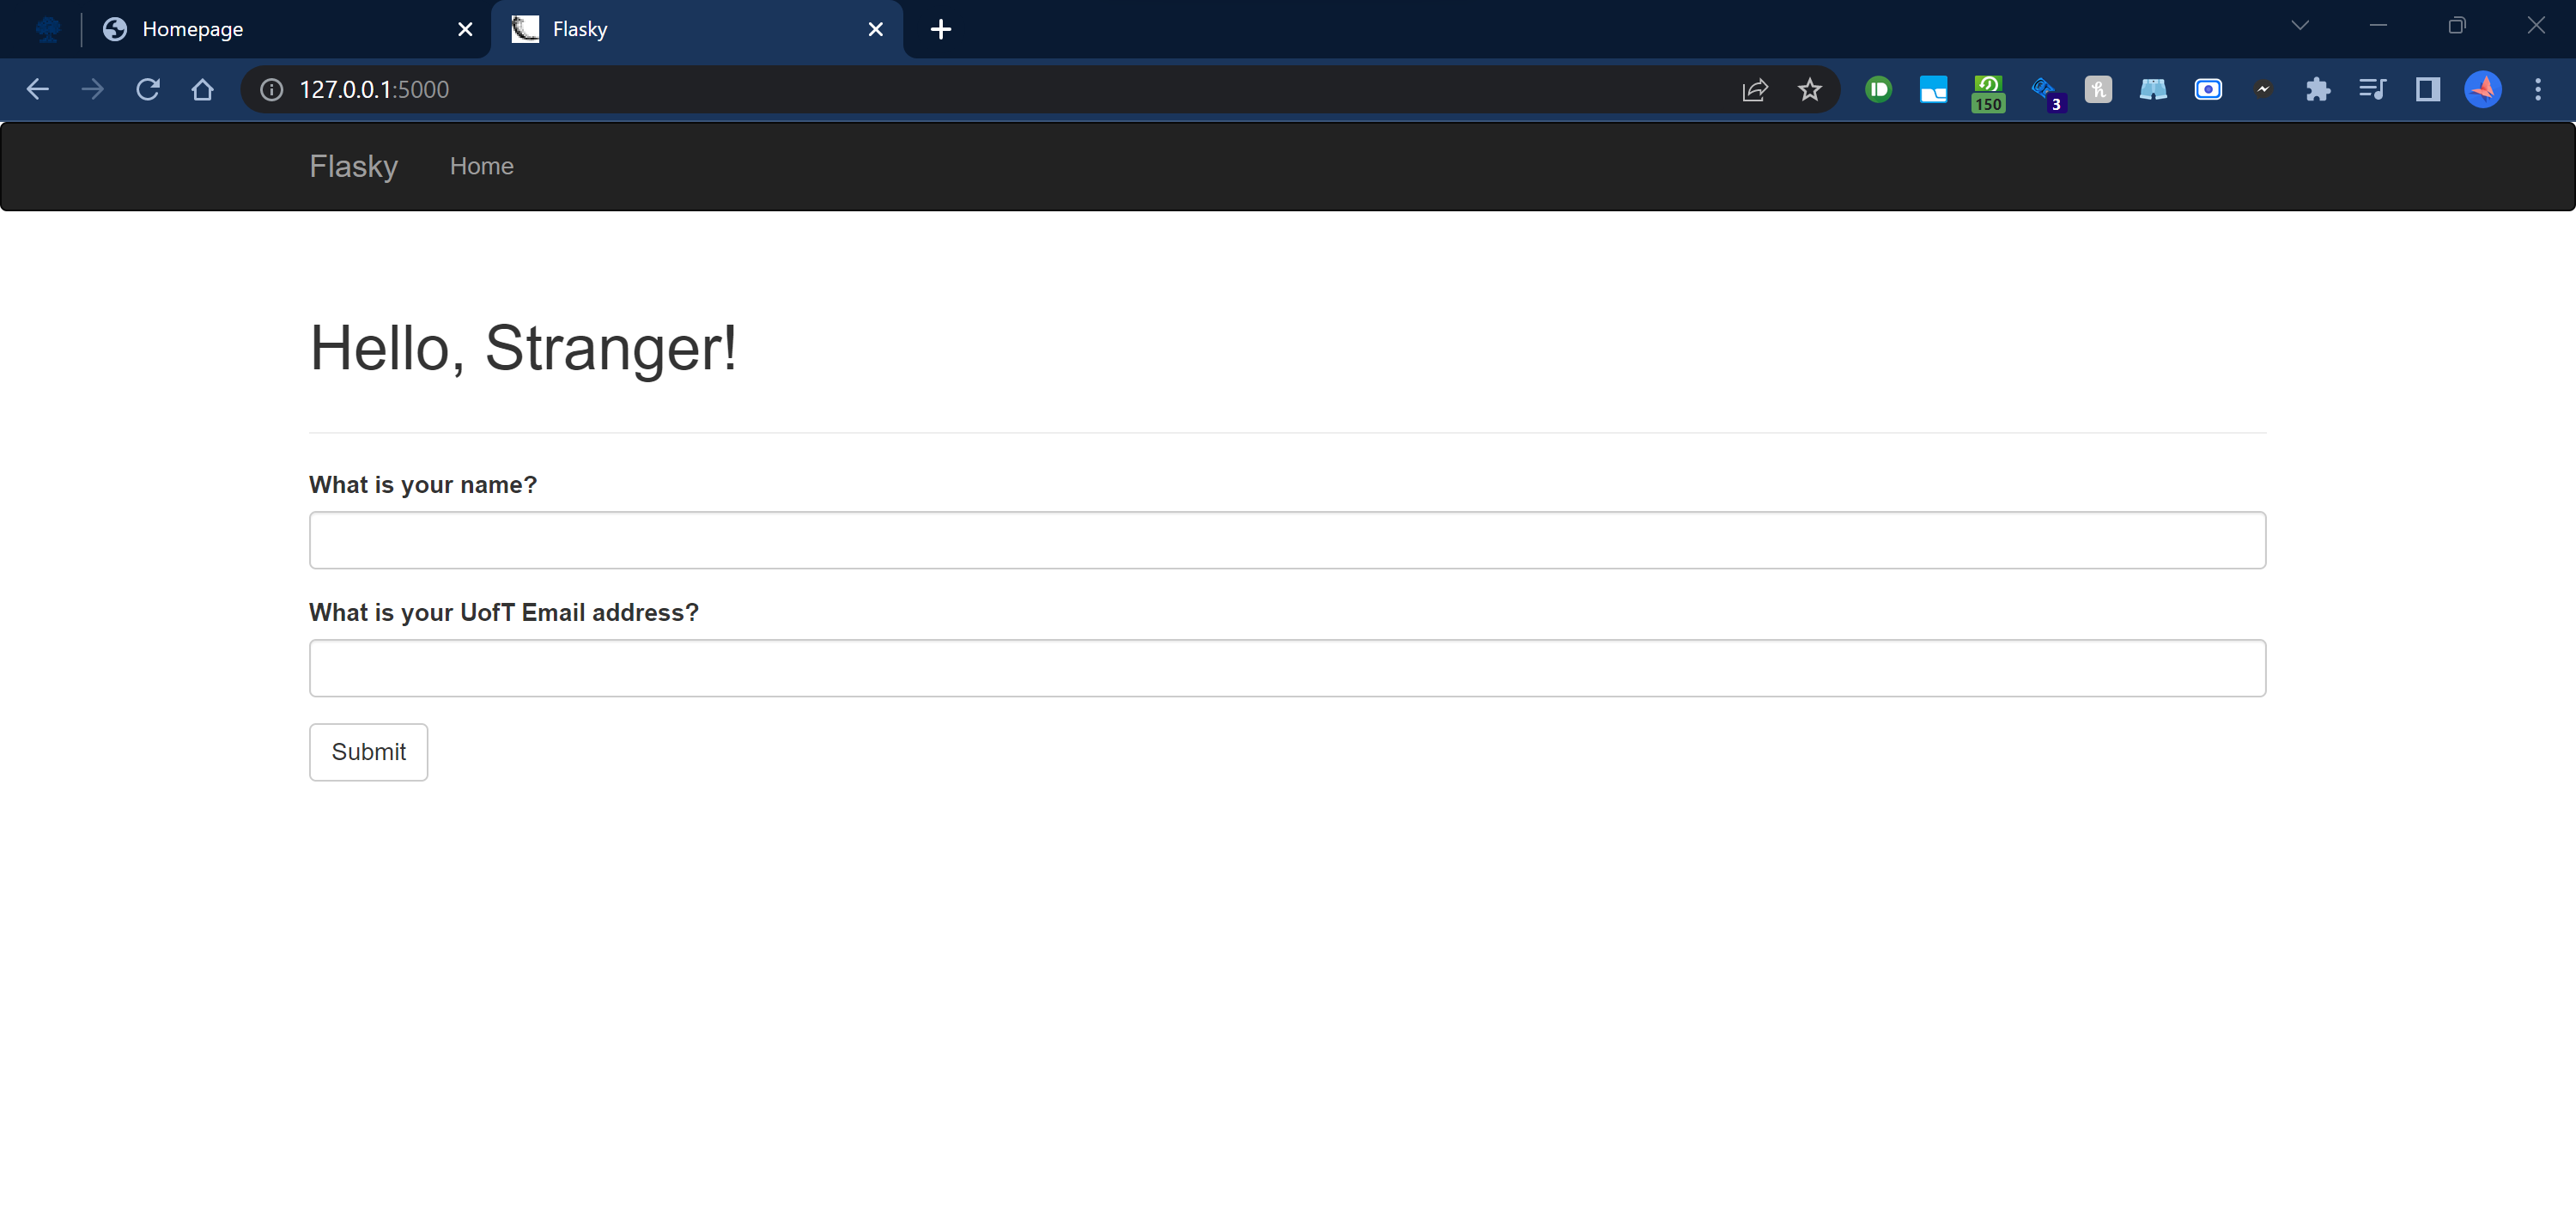 Homepage
Flasky
127.0.0.1:5000
150
3
Flasky Home
Hello, Stranger!
What is your name?
What is your UofT Email address?
Submit